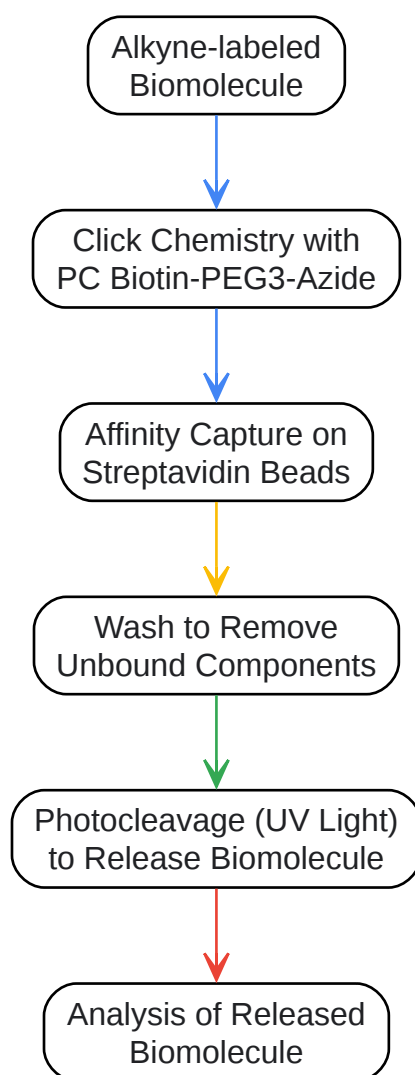 Alkyne-labeled
Biomolecule
Click Chemistry with
PC Biotin-PEG3-Azide
Affinity Capture on
Streptavidin Beads
Wash to Remove
Unbound Components
Photocleavage (UV Light)
to Release Biomolecule
Analysis of Released
Biomolecule